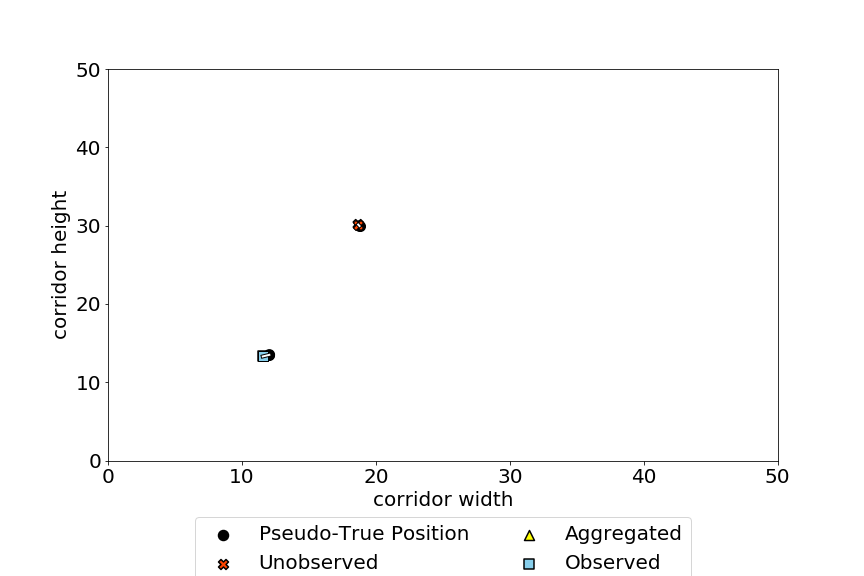 50
40
30
20
10
0
corridor height
0 10 20 30 40 50
corridor width
Pseudo-True Position Aggregated
Unobserved Observed